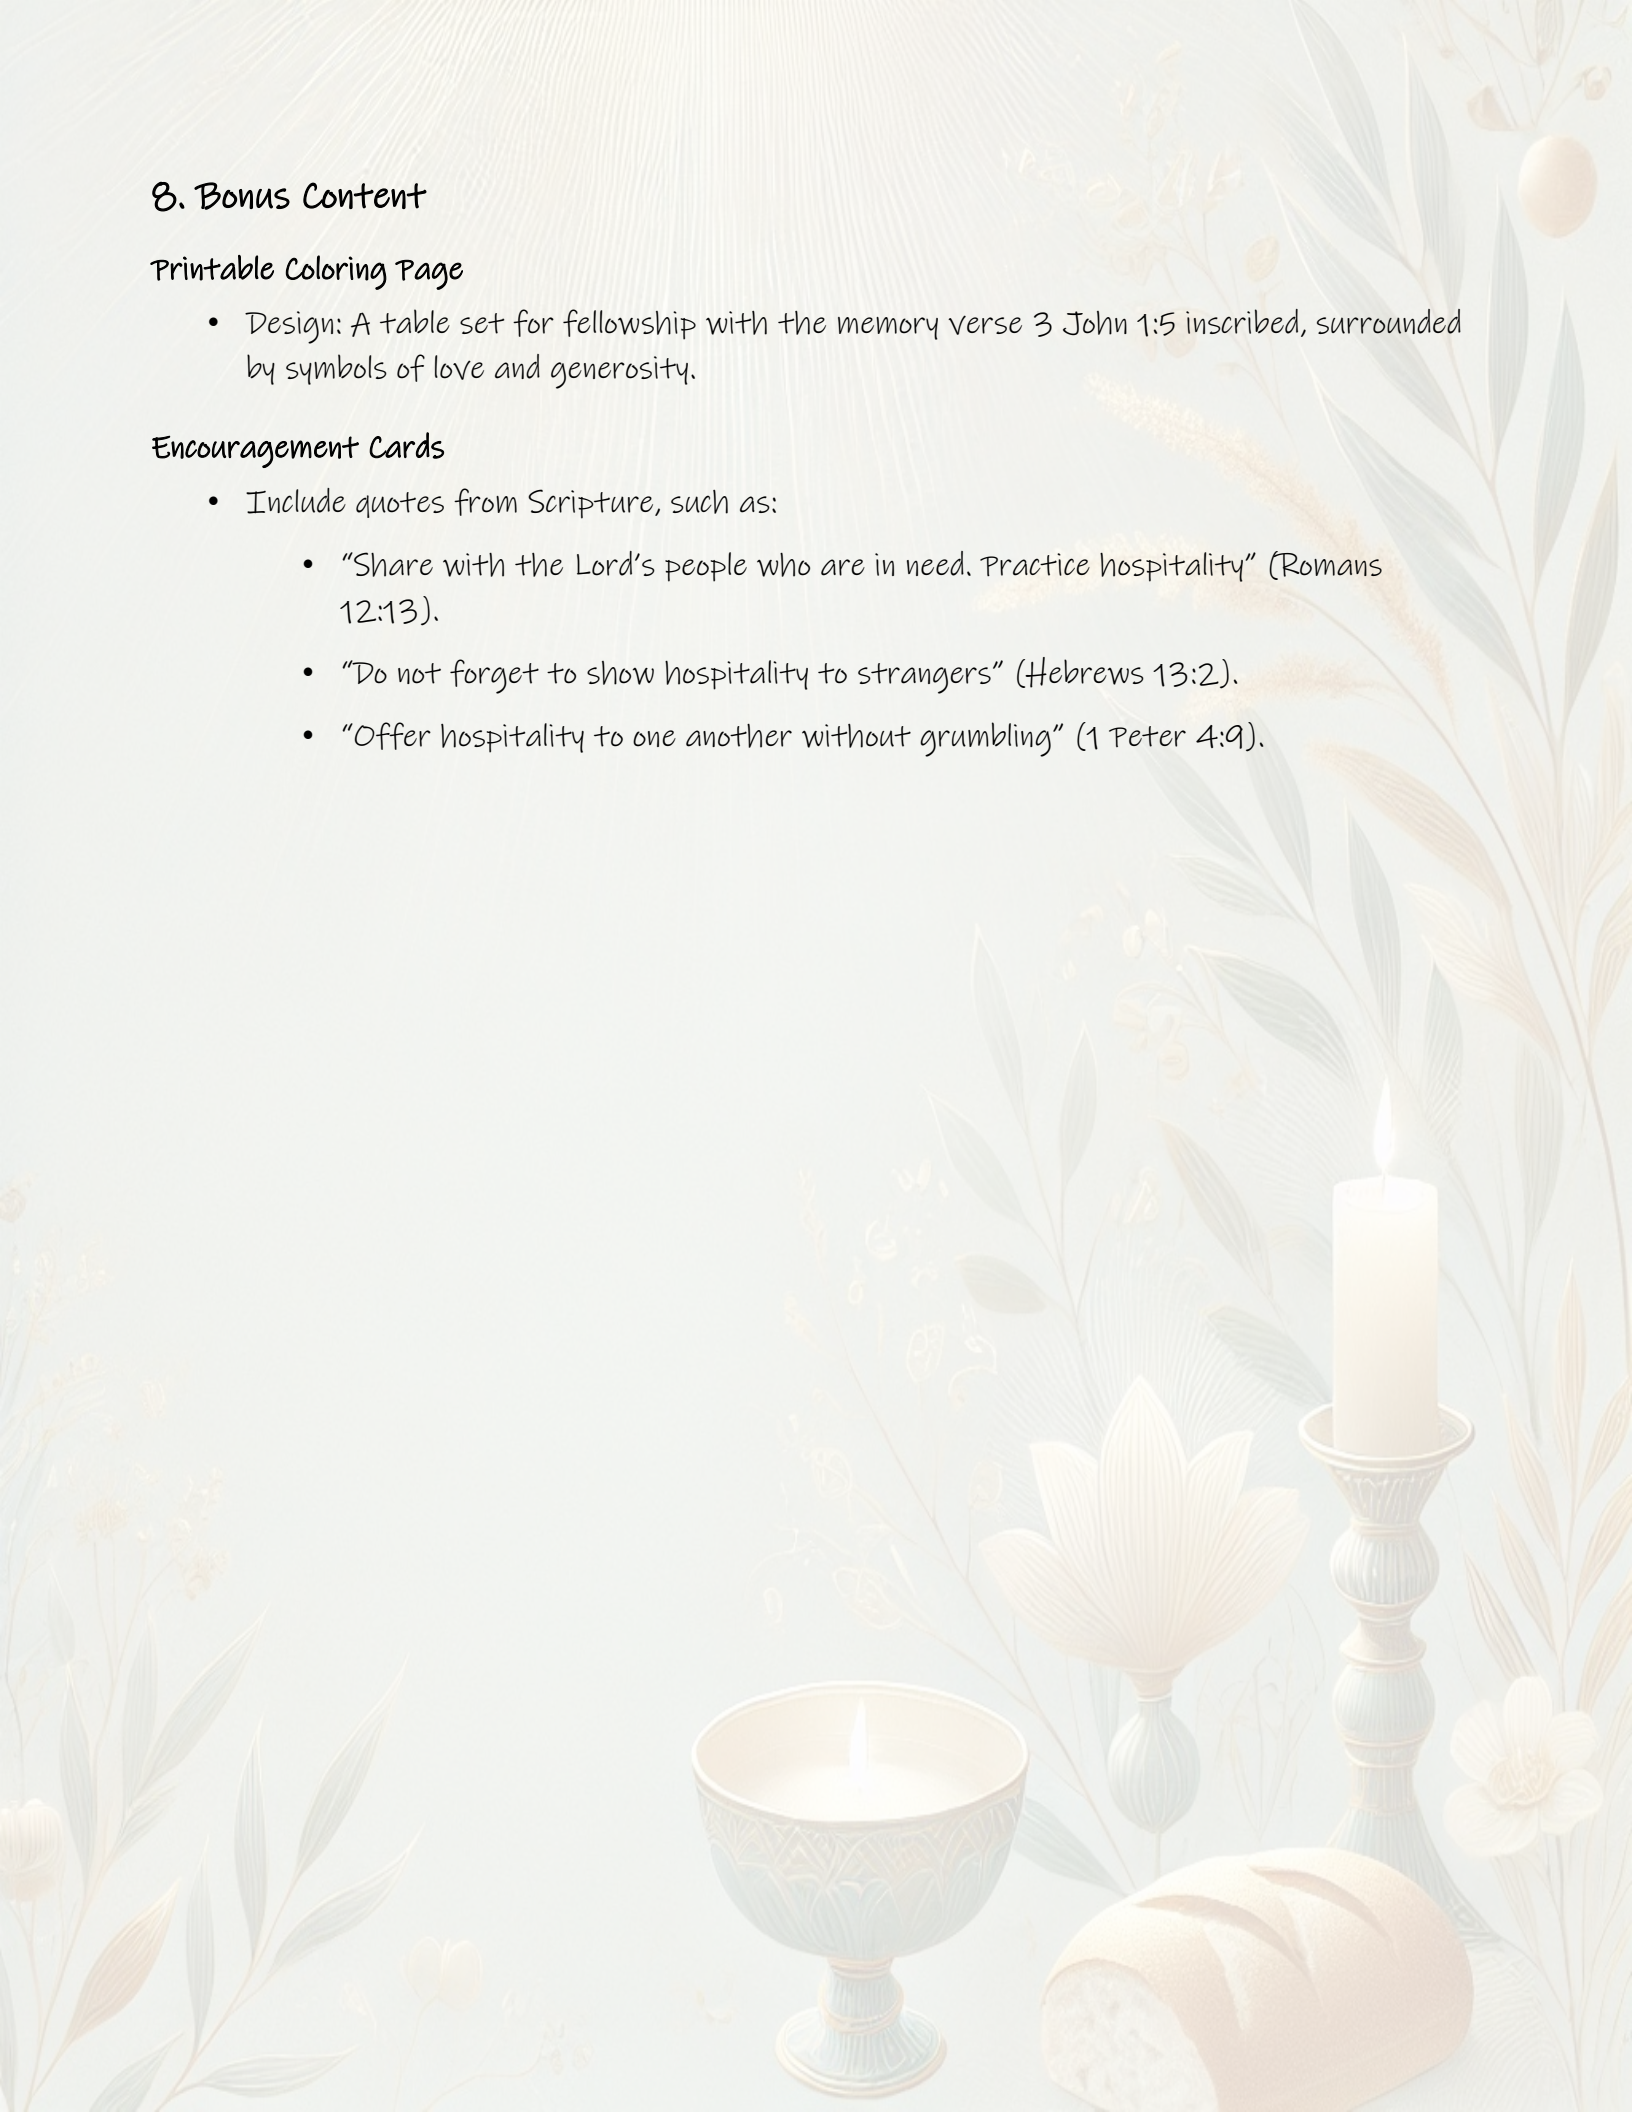 8. Bonus Content
Printable Coloring Page
• Design: A table set for fellowship with the memory verse 3 John 1:5 inscribed, surrounded
by symbols of love and generosity.
Encouragement Cards
• Include quotes from Scripture, such as:
• “Share with the Lord’s people who are in need. Practice hospitality” (Romans
12:13).
• “Do not forget to show hospitality to strangers” (Hebrews 13:2).
• “Offer hospitality to one another without grumbling” (1 Peter 4:9).